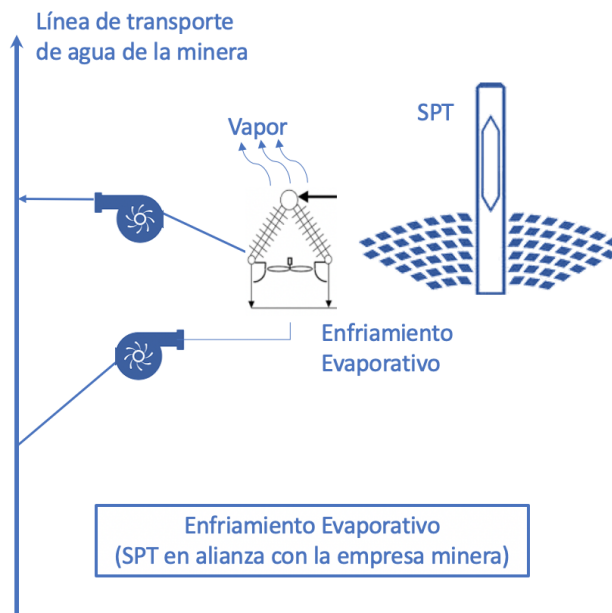 Línea de transporte
de agua de la minera
SPT
Vapor
Enfriamiento
Evaporativo
Enfriamiento Evaporativo
(SPT en alianza con la empresa minera)